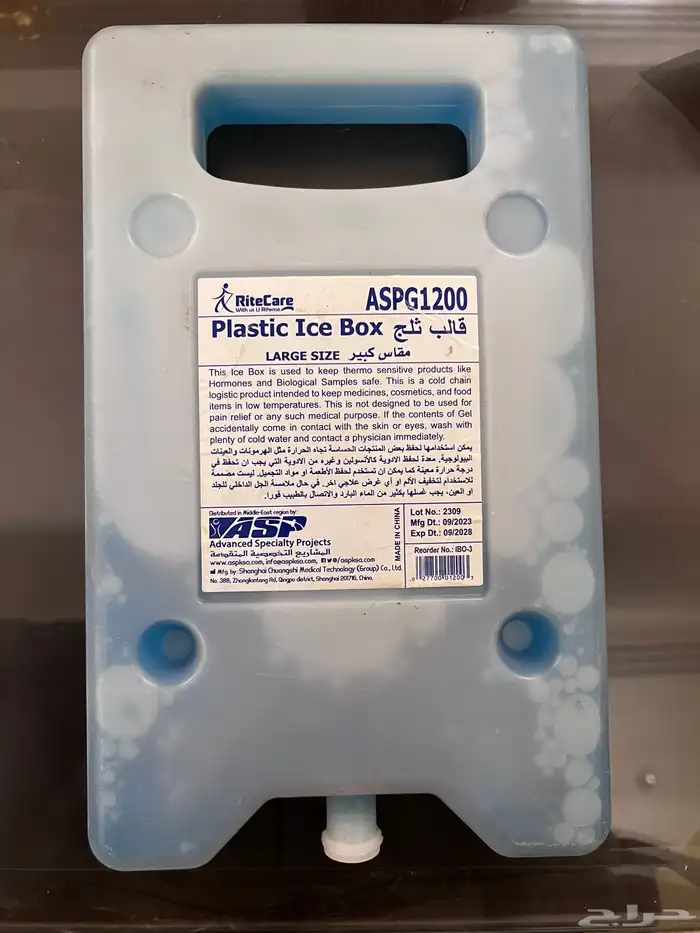 RiteCare
With us U Rifeme
ASPG1200
Plastic Ice Box قالب ثلج
LARGE SIZE مقاس كبير
This Ice Box is used to keep thermo sensitive products like
Hormones and Biological Samples safe. This is a cold chain
logistic product intended to keep medicines, cosmetics, and food
items in low temperatures. This is not designed to be used for
pain relief or any such medical purpose. If the contents of Gel
accidentally come in contact with the skin or eyes, wash with
plenty of cold water and contact a physician immediately.
يمكن استخدامها لحفظ بعض المنتجات الحساسة تجاه الحرارة مثل الهرمونات والعينات
البيولوجية. معدة لحفظ الادوية كالأنسولين وغيره من الادوية التي يجب ان تحفظ في
درجة حرارة معينة كما يمكن ان تستخدم لحفظ الأطعمة او مواد التجميل. ليست مصممة
للاستخدام لتخفيف الألم او أي غرض علاجي اخر. في حال ملامسة الجل الداخلي للجلد
او العين، يجب غسلها بكثير من الماء البارد والاتصال بالطبيب فورا.
Distributed in Middle-East region by:
ASP
Advanced Specialty Projects
المشاريع التخصصية المتقدمة
www.aspksa.com, info@aspksa.com, @/aspksa.com
Mfg by: Shanghai Chuangshi Medical Technology (Group) Co., Ltd.
No. 388, Zhangliantang Rd, Qingpu district, Shanghai 201716, China.
MADE IN CHINA
Lot No.: 2309
Mfg Dt.: 09/2023
Exp Dt.: 09/2028
Reorder No.: IBO-3
0 27700 01200 1
حراج